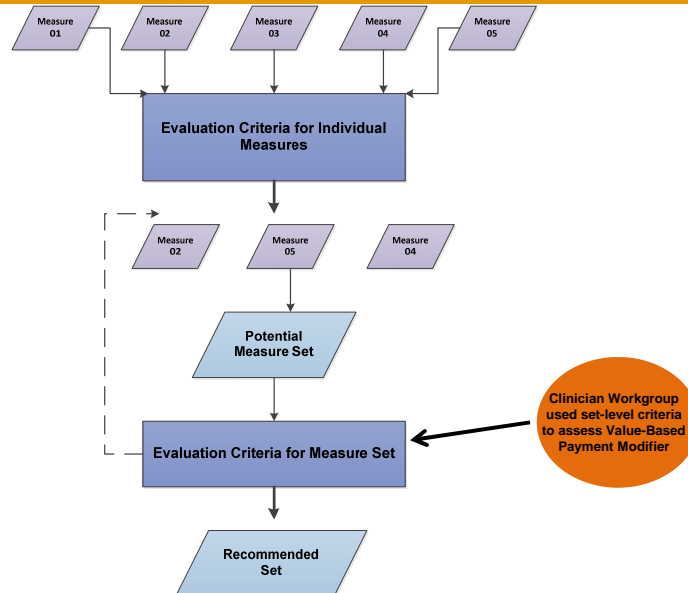 Measure
01
Measure
02
Measure
03
Measure
04
Measure
05
Evaluation Criteria for Individual
Measures
Measure
02
Measure
05
Measure
04
Potential
Measure Set
Clinician Workgroup
used set-level criteria
to assess Value-Based
Payment Modifier
Evaluation Criteria for Measure Set
Recommended
Set